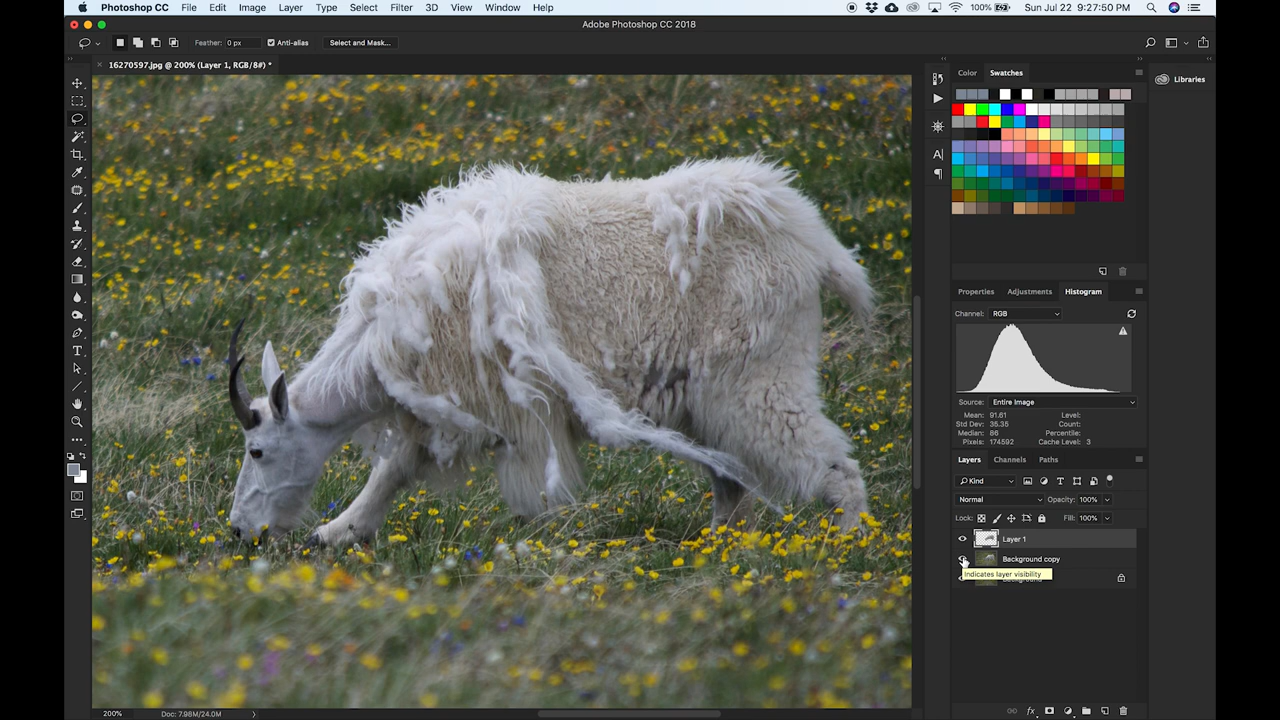 Photoshop CC File Edit Image Layer Type Select Filter 3D View Window Help 100% Sun Jul 22 9:27:50 PM
Adobe Photoshop CC 2018
Feather: 0 px Anti-alias Select and Mask...
16270597.jpg @ 200% (Layer 1, RGB/8#) *
Color Swatches
Libraries
Properties Adjustments Histogram
Channel: RGB
Source: Entire Image
Mean: 91.61 Level:
Std Dev: 35.35 Count:
Median: 86 Percentile:
Pixels: 174592 Cache Level: 3
Layers Channels Paths
Kind
Normal Opacity: 100%
Lock: Fill: 100%
Layer 1
Background copy
Indicates layer visibility
200% Doc: 7.98M/24.0M